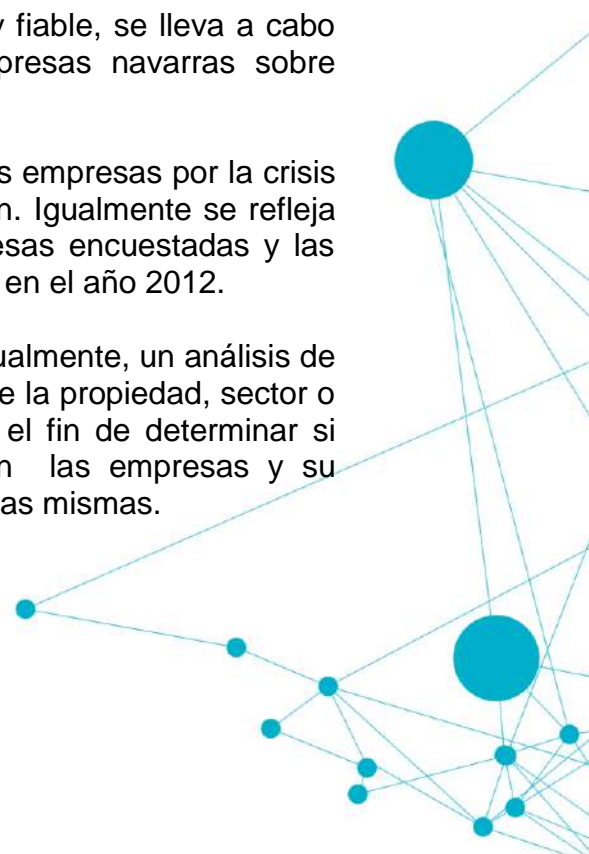 fiable, se lleva a cabo
presas navarras sobre
s empresas por la crisis
n. Igualmente se refleja
esas encuestadas y las
en el año 2012.
ualmente, un análisis de
e la propiedad, sector o
el fin de determinar si
n las empresas y su
as mismas.